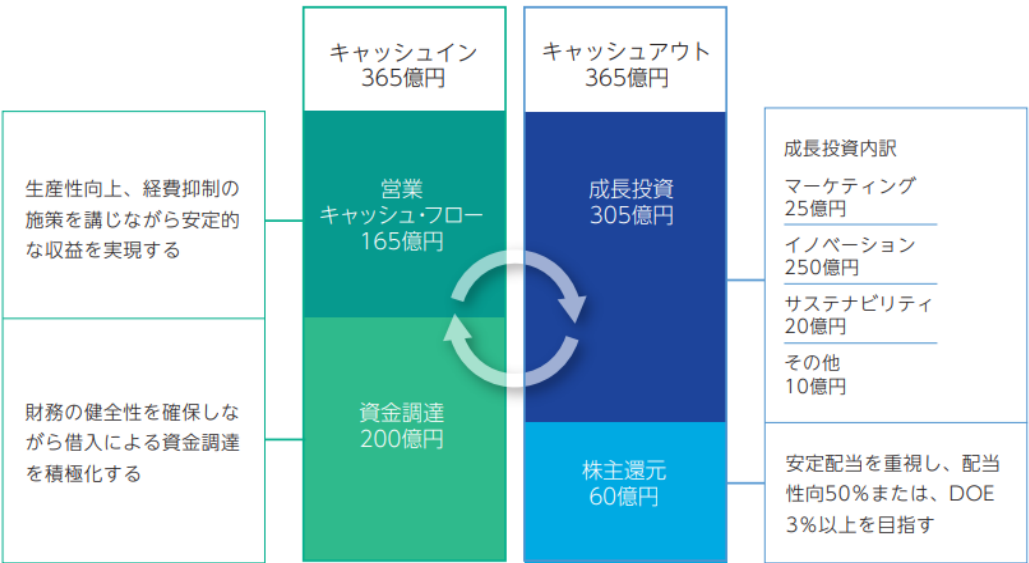 キャッシュイン
365億円
キャッシュアウト
365億円
生産性向上、経費抑制の
施策を講じながら安定的
な収益を実現する
営業
キャッシュ・フロー
165億円
成長投資
305億円
成長投資内訳
マーケティング
25億円
イノベーション
250億円
サステナビリティ
20億円
その他
10億円
財務の健全性を確保しな
がら借入による資金調達
を積極化する
資金調達
200億円
株主還元
60億円
安定配当を重視し、配当
性向50%または、DOE
3%以上を目指す